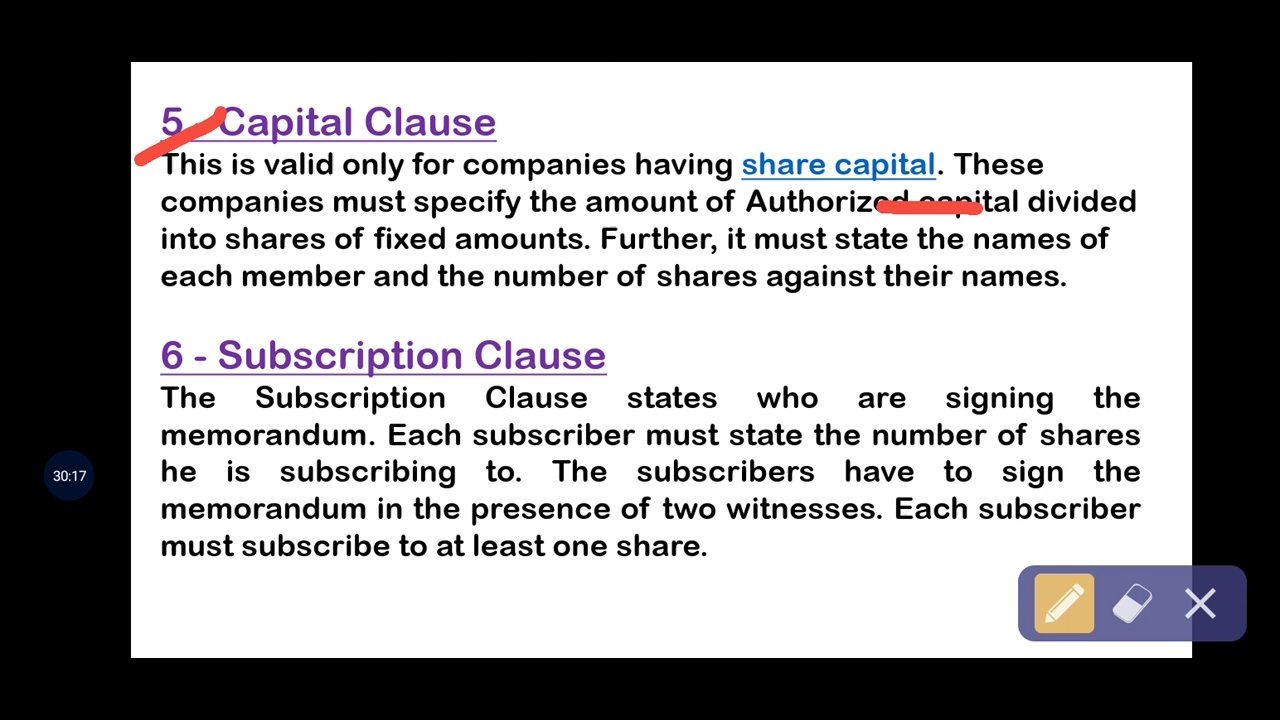 5 - Capital Clause
This is valid only for companies having share capital. These
companies must specify the amount of Authorized capital divided
into shares of fixed amounts. Further, it must state the names of
each member and the number of shares against their names.
6 - Subscription Clause
The Subscription Clause states who are signing the
memorandum. Each subscriber must state the number of shares
he is subscribing to. The subscribers have to sign the
memorandum in the presence of two witnesses. Each subscriber
must subscribe to at least one share.
30:17